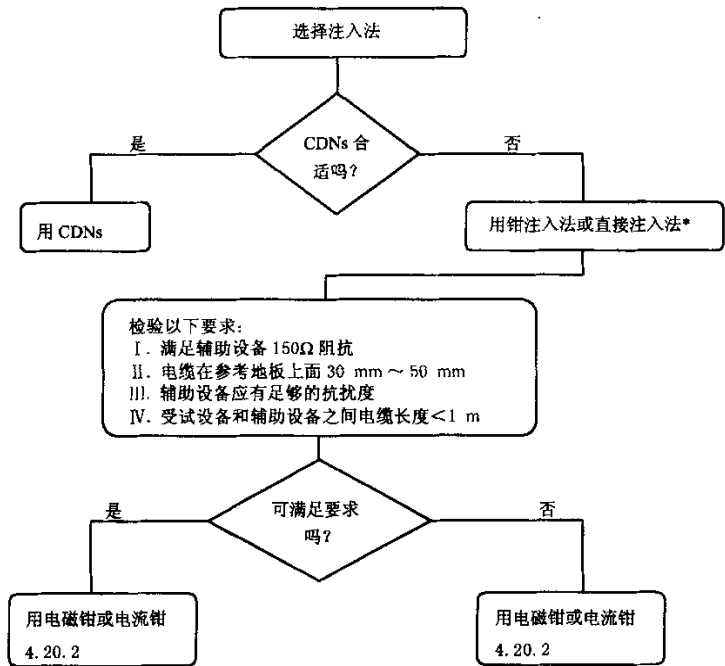 选择注入法
CDNs 合
适吗?
是
否
用 CDNs
用钳注入法或直接注入法*
检验以下要求:
Ⅰ. 满足辅助设备 150Ω 阻抗
Ⅱ. 电缆在参考地板上面 30 mm ~ 50 mm
Ⅲ. 辅助设备应有足够的抗扰度
Ⅳ. 受试设备和辅助设备之间电缆长度<1 m
可满足要求
吗?
是
否
用电磁钳或电流钳
4. 20. 2
用电磁钳或电流钳
4. 20. 2